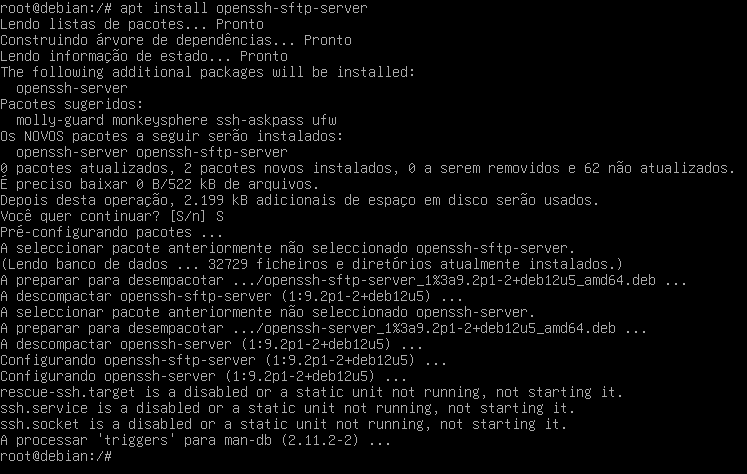 root@debian:/# apt install openssh-sftp-server
Lendo listas de pacotes... Pronto
Construindo árvore de dependências... Pronto
Lendo informação de estado... Pronto
The following additional packages will be installed:
  openssh-server
Pacotes sugeridos:
  molly-guard monkeysphere ssh-askpass ufw
Os NOVOS pacotes a seguir serão instalados:
  openssh-server openssh-sftp-server
0 pacotes atualizados, 2 pacotes novos instalados, 0 a serem removidos e 62 não atualizados.
É preciso baixar 0 B/522 kB de arquivos.
Depois desta operação, 2.199 kB adicionais de espaço em disco serão usados.
Você quer continuar? [S/n] S
Pré-configurando pacotes ...
A seleccionar pacote anteriormente não seleccionado openssh-sftp-server.
(Lendo banco de dados ... 32729 ficheiros e diretórios atualmente instalados.)
A preparar para desempacotar .../openssh-sftp-server_1%3a9.2p1-2+deb12u5_amd64.deb ...
A descompactar openssh-sftp-server (1:9.2p1-2+deb12u5) ...
A seleccionar pacote anteriormente não seleccionado openssh-server.
A preparar para desempacotar .../openssh-server_1%3a9.2p1-2+deb12u5_amd64.deb ...
A descompactar openssh-server (1:9.2p1-2+deb12u5) ...
Configurando openssh-sftp-server (1:9.2p1-2+deb12u5) ...
Configurando openssh-server (1:9.2p1-2+deb12u5) ...
rescue-ssh.target is a disabled or a static unit not running, not starting it.
ssh.service is a disabled or a static unit not running, not starting it.
ssh.socket is a disabled or a static unit not running, not starting it.
A processar 'triggers' para man-db (2.11.2-2) ...
root@debian:/#